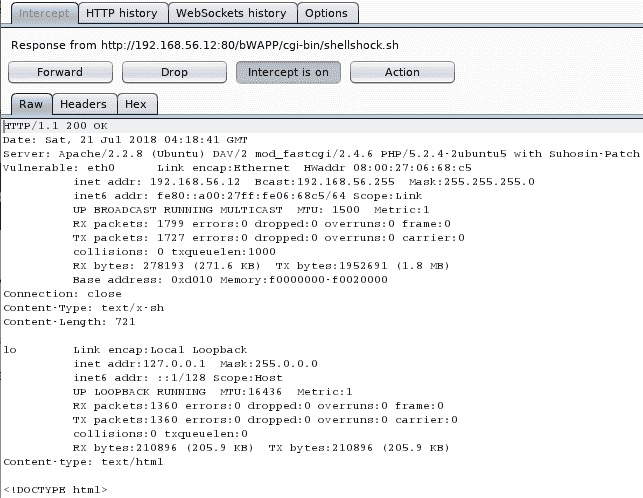 Intercept HTTP history WebSockets history Options
Response from http://192.168.56.12:80/bWAPP/cgi-bin/shellshock.sh
Forward Drop Intercept is on Action
Raw Headers Hex
HTTP/1.1 200 OK
Date: Sat, 21 Jul 2018 04:18:41 GMT
Server: Apache/2.2.8 (Ubuntu) DAV/2 mod_fastcgi/2.4.6 PHP/5.2.4-2ubuntu5 with Suhosin-Patch
Vulnerable: eth0 Link encap:Ethernet HWaddr 08:00:27:06:68:c5
inet addr: 192.168.56.12 Bcast:192.168.56.255 Mask:255.255.255.0
inet6 addr: fe80::a00:27ff:fe06:68c5/64 Scope:Link
UP BROADCAST RUNNING MULTICAST MTU: 1500 Metric:1
RX packets: 1799 errors:0 dropped:0 overruns:0 frame:0
TX packets: 1727 errors:0 dropped:0 overruns:0 carrier:0
collisions: 0 txqueuelen:1000
RX bytes: 278193 (271.6 KB) TX bytes:1952691 (1.8 MB)
Base address: 0xd010 Memory:f0000000-f0020000
Connection: close
Content-Type: text/x-sh
Content-Length: 721
lo Link encap:Local Loopback
inet addr:127.0.0.1 Mask:255.0.0.0
inet6 addr: ::1/128 Scope:Host
UP LOOPBACK RUNNING MTU:16436 Metric:1
RX packets:1360 errors:0 dropped:0 overruns:0 frame:0
TX packets:1360 errors:0 dropped:0 overruns:0 carrier:0
collisions:0 txqueuelen:0
RX bytes:210896 (205.9 KB) TX bytes:210896 (205.9 KB)
Content-type: text/html
<!DOCTYPE html>